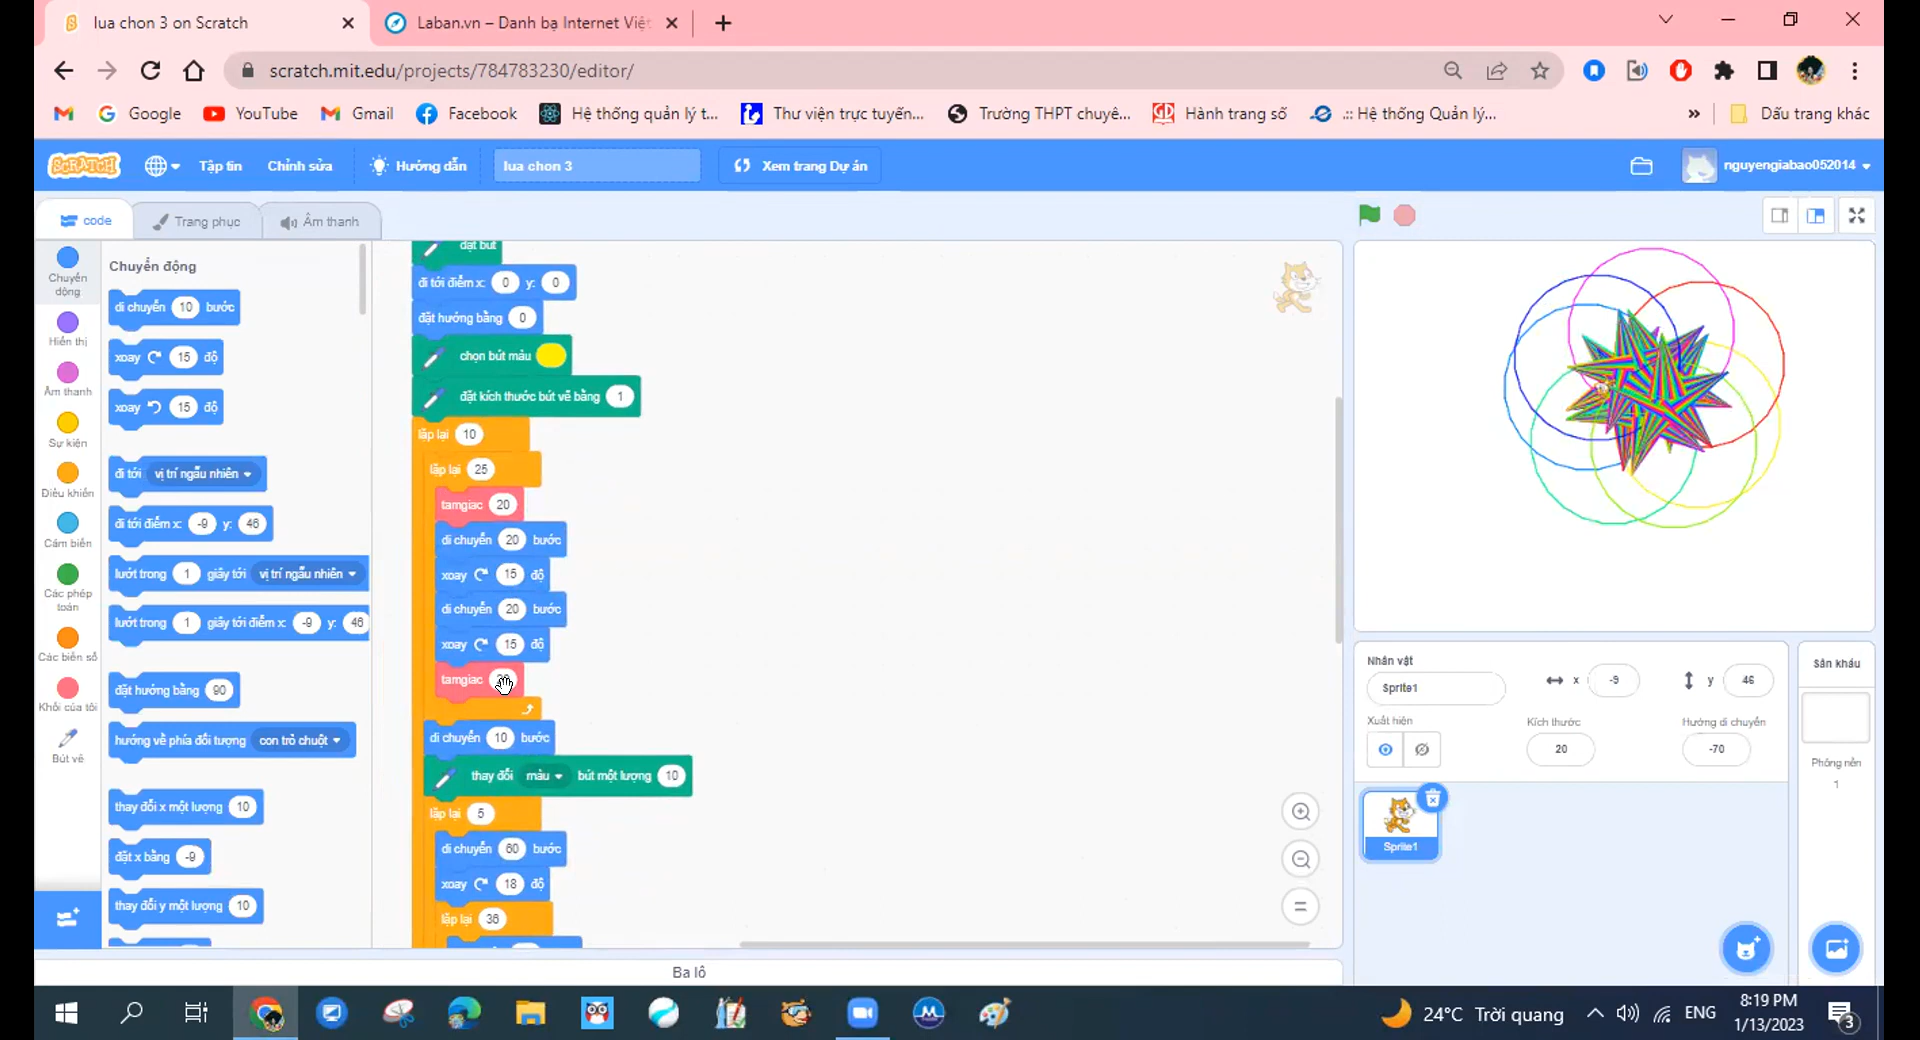 lua chon 3 on Scratch
Laban.vn – Danh bạ Internet Việt
scratch.mit.edu/projects/784783230/editor/
Google
YouTube
Gmail
Facebook
Hệ thống quản lý t...
Thư viện trực tuyến...
Trường THPT chuyê...
Hành trang số
.:: Hệ thống Quản lý...
»
Dấu trang khác
SCRATCH
Tập tin
Chỉnh sửa
Hướng dẫn
lua chon 3
Xem trang Dự án
nguyengiabao052014
code
Trang phục
Âm thanh
Chuyển động
Hiển thị
Âm thanh
Sự kiện
Điều khiển
Cảm biến
Các phép toán
Các biến số
Khối của tôi
Bút vẽ
Chuyển động
di chuyển 10 bước
xoay 15 độ
xoay 15 độ
đi tới vị trí ngẫu nhiên
đi tới điểm x: -9 y: 46
lướt trong 1 giây tới vị trí ngẫu nhiên
lướt trong 1 giây tới điểm x: -9 y: 46
đặt hướng bằng 90
hướng về phía đối tượng con trỏ chuột
thay đổi x một lượng 10
đặt x bằng -9
thay đổi y một lượng 10
đặt bút
đi tới điểm x: 0 y: 0
đặt hướng bằng 0
chọn bút màu
đặt kích thước bút vẽ bằng 1
lặp lại 10
lặp lại 25
tamgiac 20
di chuyển 20 bước
xoay 15 độ
di chuyển 20 bước
xoay 15 độ
tamgiac
di chuyển 10 bước
thay đổi màu bút một lượng 10
lặp lại 5
di chuyển 60 bước
xoay 18 độ
lặp lại 36
Ba lô
Nhân vật
Sprite1
x -9
y 46
Xuất hiện
Kích thước
20
Hướng di chuyển
-70
Sprite1
Sân khấu
Phông nền
1
24°C Trời quang
ENG
8:19 PM
1/13/2023
3